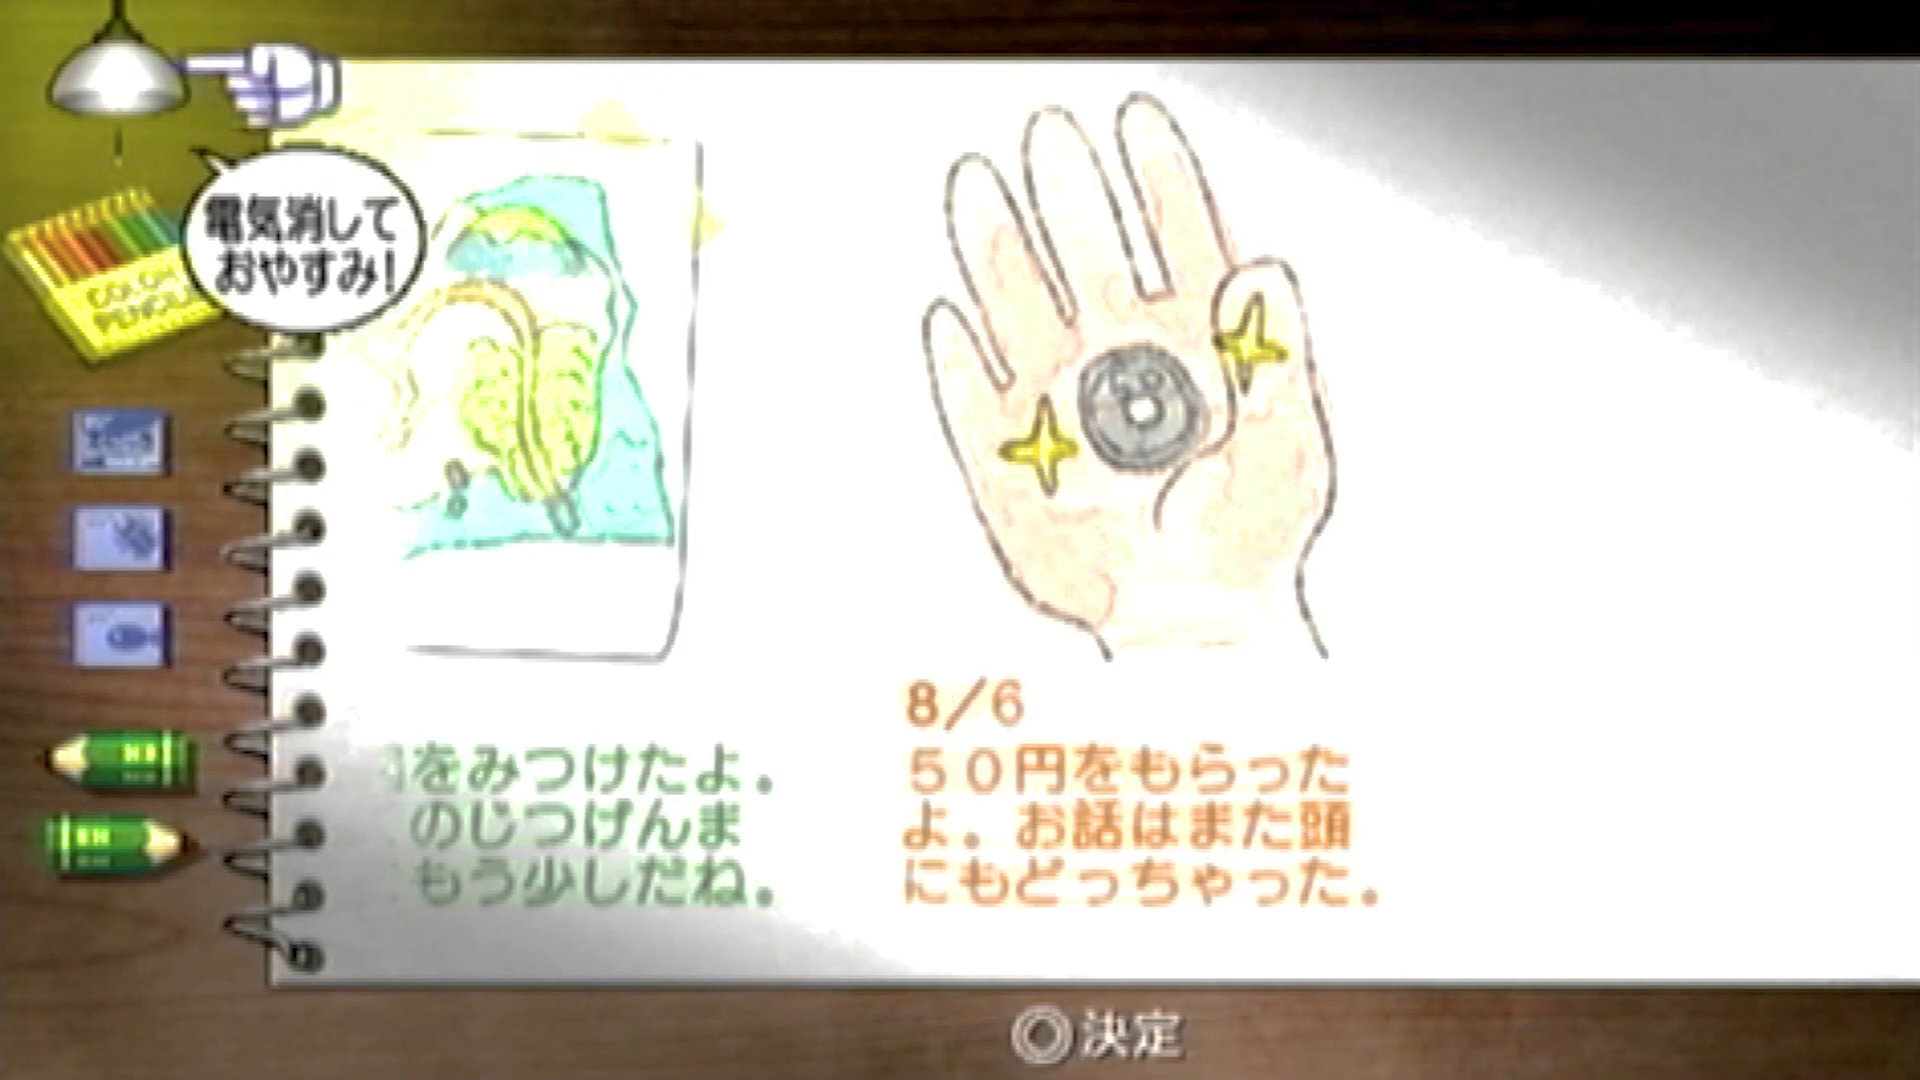 電気消して
おやすみ!
COLOR
PENCIL
をみつけたよ.
のじつげんま
もう少しだね.
8/6
50円をもらった
よ.お話はまた頭
にもどっちゃった.
50
◎決定